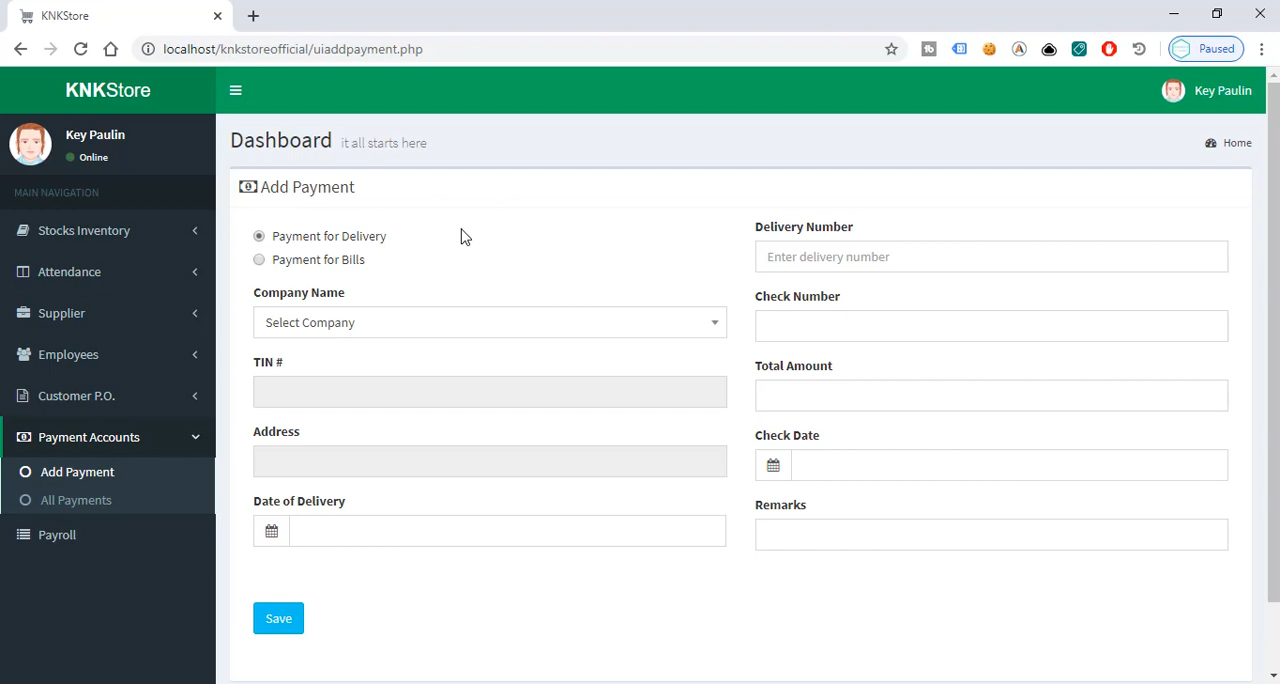 KNKStore
localhost/knkstoreofficial/uiaddpayment.php
Paused
KNKStore
Key Paulin
Key Paulin
Online
MAIN NAVIGATION
Stocks Inventory
Attendance
Supplier
Employees
Customer P.O.
Payment Accounts
Add Payment
All Payments
Payroll
Dashboard it all starts here
Home
Add Payment
Payment for Delivery
Payment for Bills
Company Name
Select Company
TIN #
Address
Date of Delivery
Save
Delivery Number
Enter delivery number
Check Number
Total Amount
Check Date
Remarks